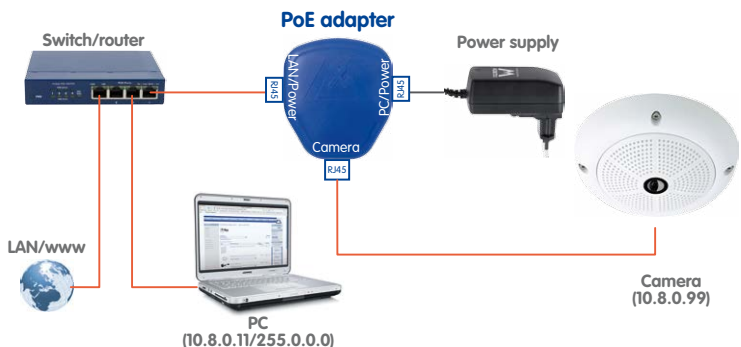 PoE adapter
Switch/router
Power supply
LAN/Power
PC/Power
RJ45
RJ45
Camera
RJ45
LAN/www
PC
(10.8.0.11/255.0.0.0)
Camera
(10.8.0.99)